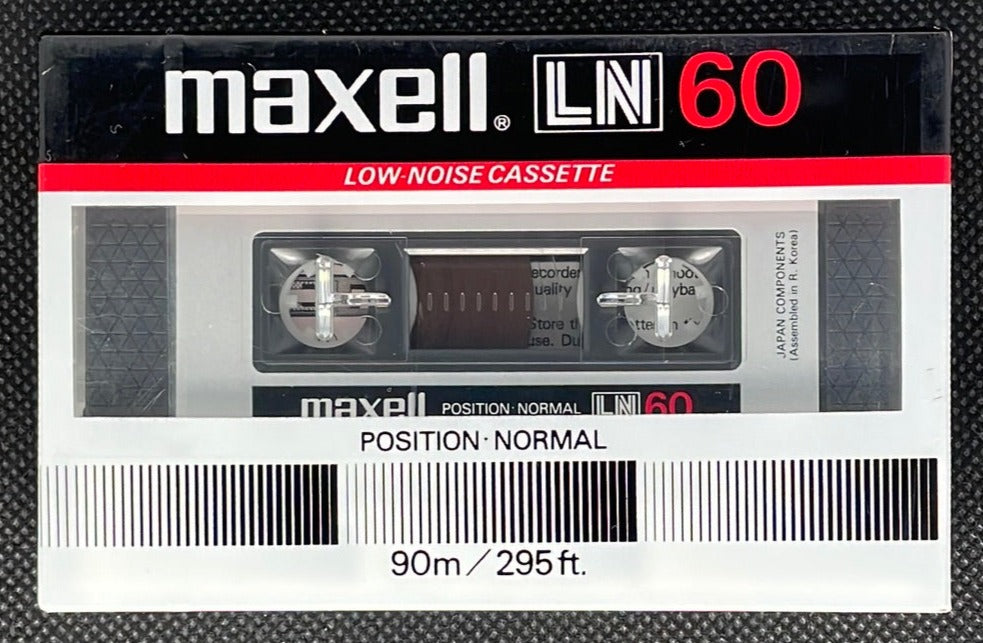 maxell® LN 60
LOW-NOISE CASSETTE
JAPAN COMPONENTS
(Assembled in R. Korea)
maxell POSITION·NORMAL LN 60
POSITION·NORMAL
90m/295ft.